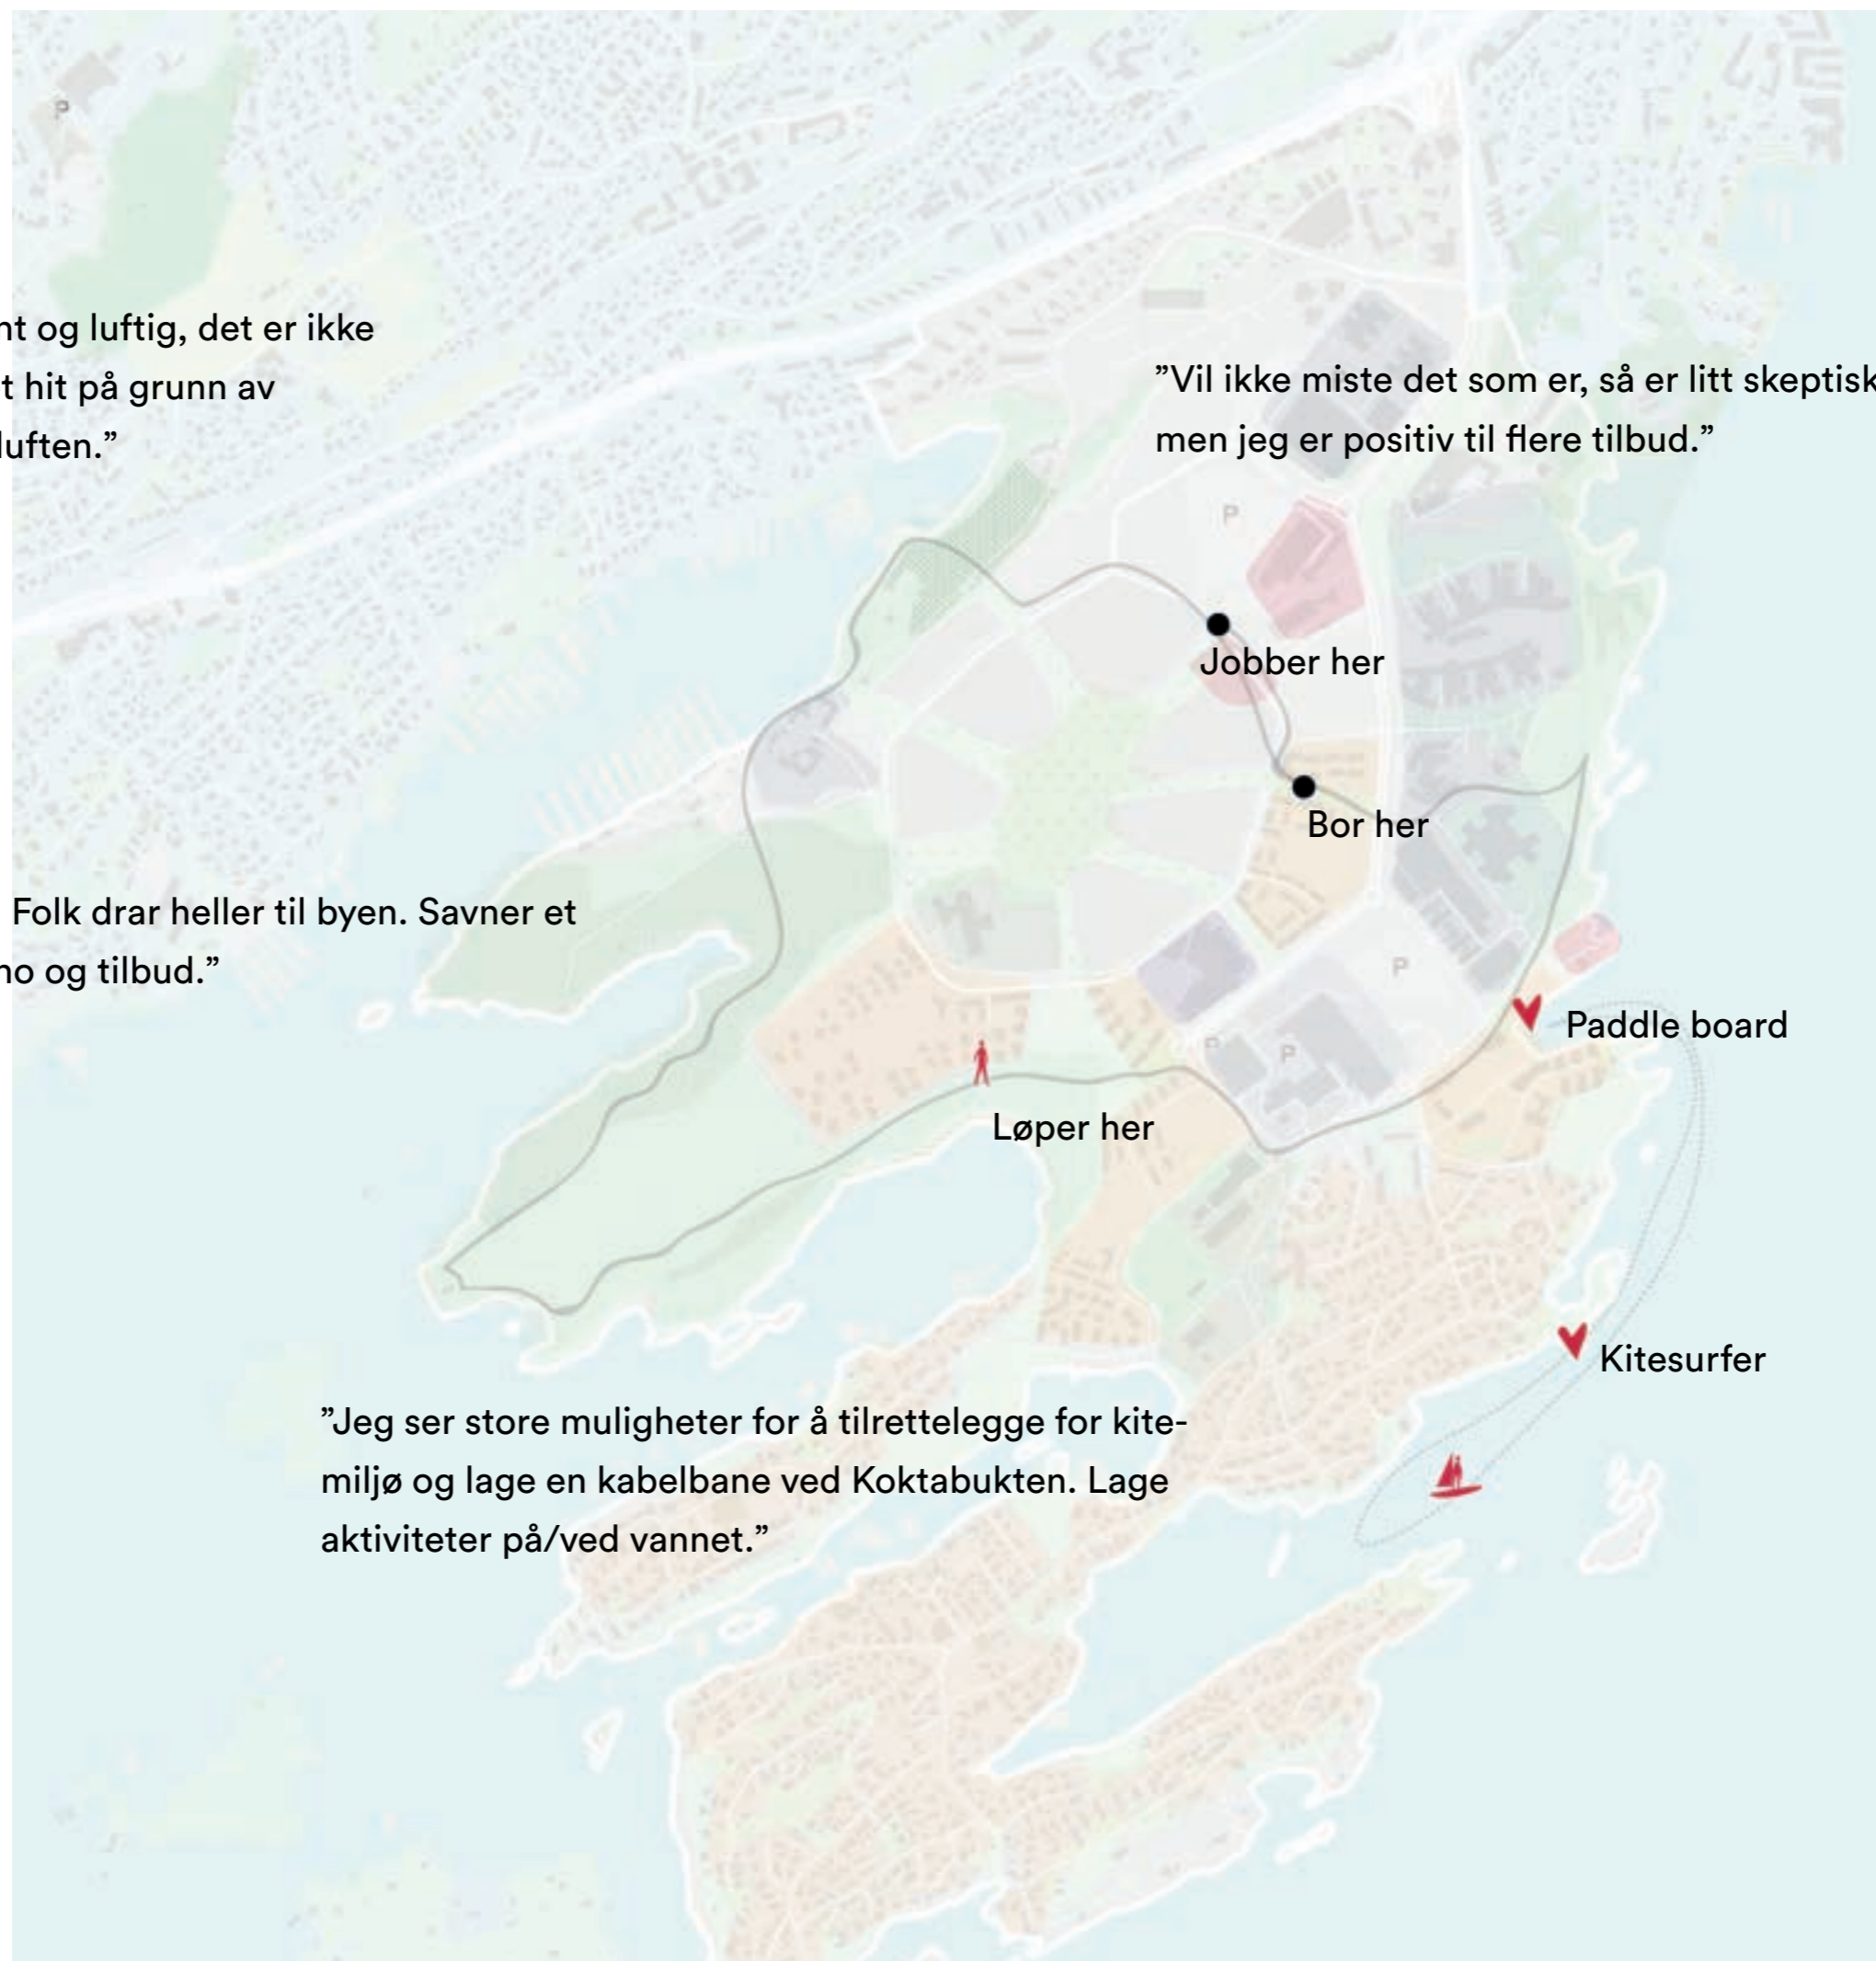 P
og luftig, det er ikke
hit på grunn av
”Vil ikke miste det som er, så er litt skeptisk
men jeg er positiv til flere tilbud.”
P
Jobber her
Bor her
Folk drar heller til byen. Savner et
og tilbud.”
P
Paddle board
P
P
Løper her
Kitesurfer
”Jeg ser store muligheter for å tilrettelegge for kite-
miljø og lage en kabelbane ved Koktabukten. Lage
aktiviteter på/ved vannet.”